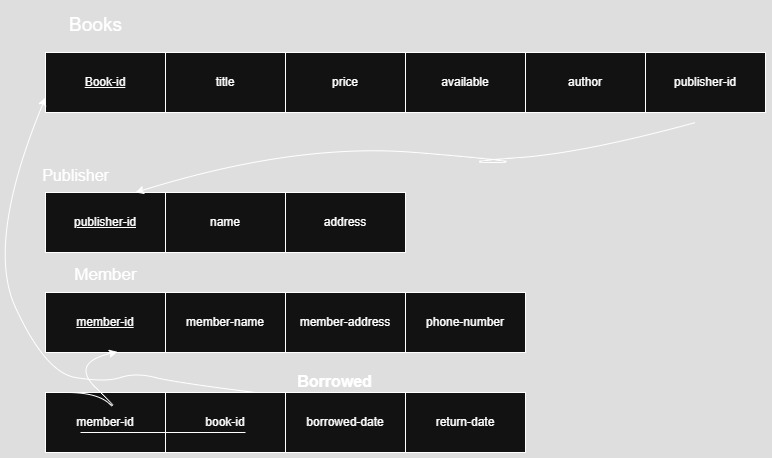 Books
Book-id title price available author publisher-id
Publisher
publisher-id name address
Member
member-id member-name member-address phone-number
Borrowed
member-id book-id borrowed-date return-date